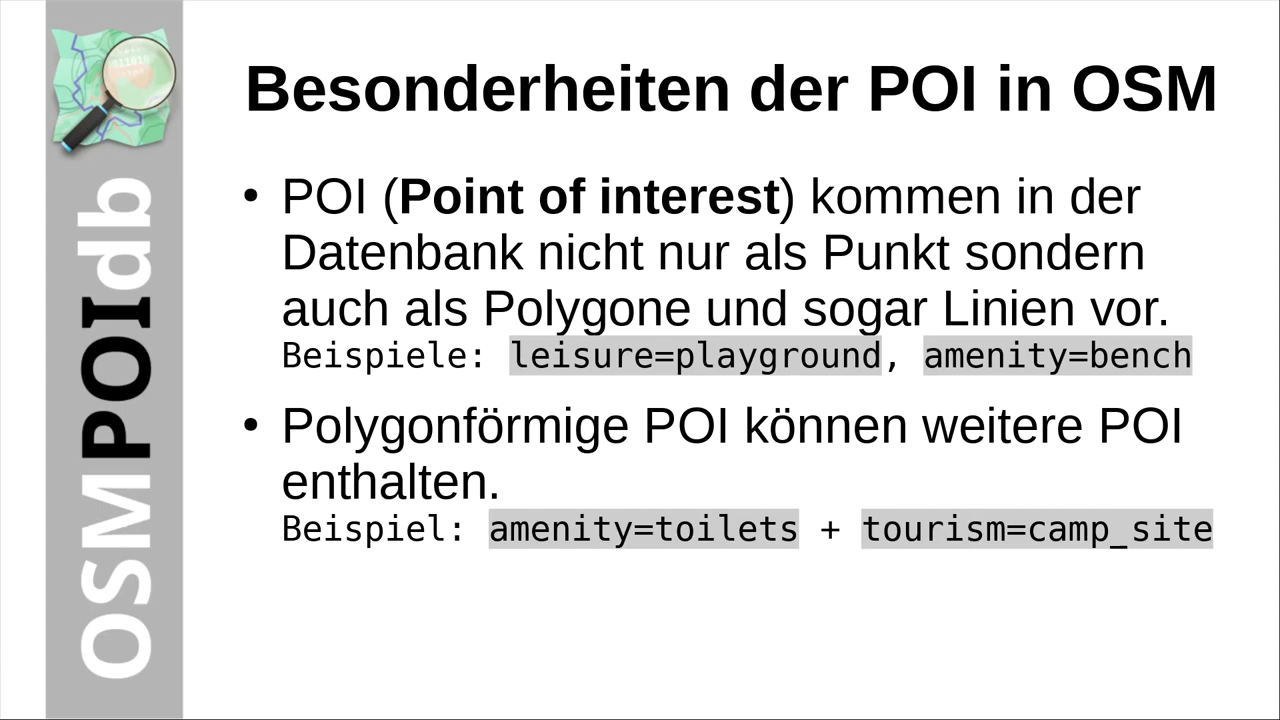 Besonderheiten der POI in OSM
• POI (Point of interest) kommen in der
Datenbank nicht nur als Punkt sondern
auch als Polygone und sogar Linien vor.
Beispiele: leisure=playground, amenity=bench
• Polygonförmige POI können weitere POI
enthalten.
Beispiel: amenity=toilets + tourism=camp_site
OSMPOIdb